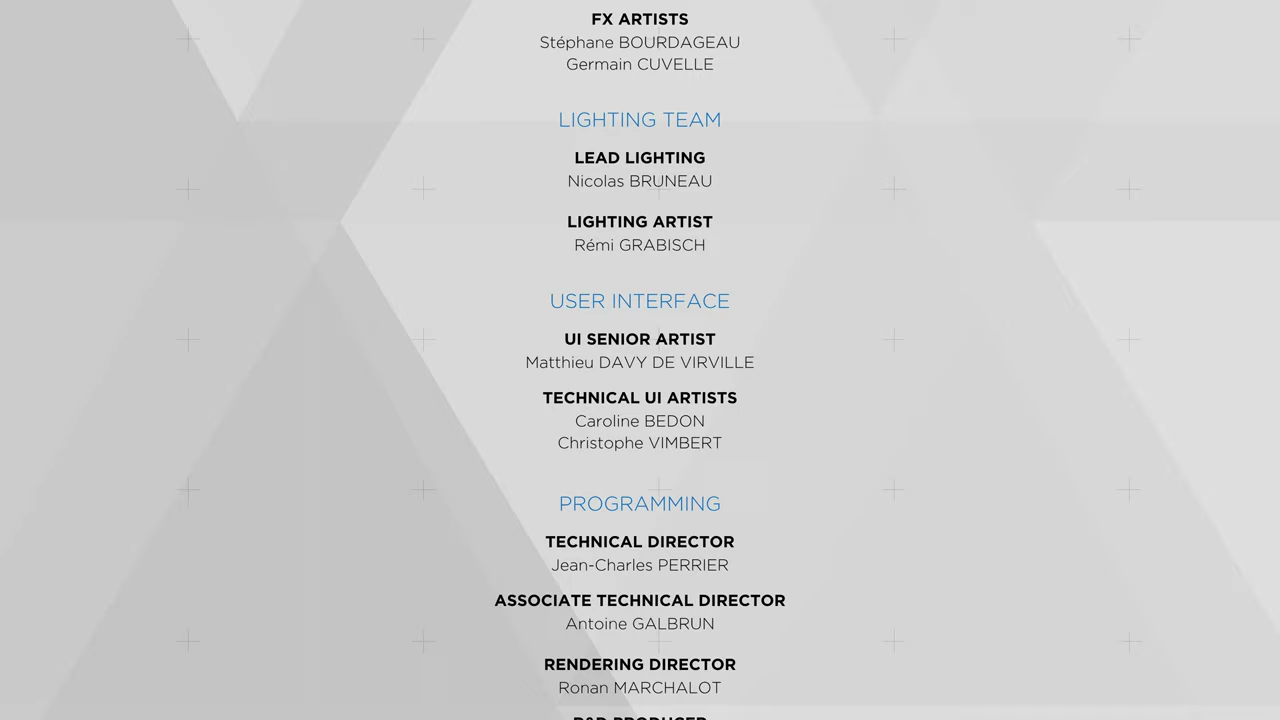 FX ARTISTS
Stéphane BOURDAGEAU
Germain CUVELLE
LIGHTING TEAM
LEAD LIGHTING
Nicolas BRUNEAU
LIGHTING ARTIST
Rémi GRABISCH
USER INTERFACE
UI SENIOR ARTIST
Matthieu DAVY DE VIRVILLE
TECHNICAL UI ARTISTS
Caroline BEDON
Christophe VIMBERT
PROGRAMMING
TECHNICAL DIRECTOR
Jean-Charles PERRIER
ASSOCIATE TECHNICAL DIRECTOR
Antoine GALBRUN
RENDERING DIRECTOR
Ronan MARCHALOT
R&D PRODUCER